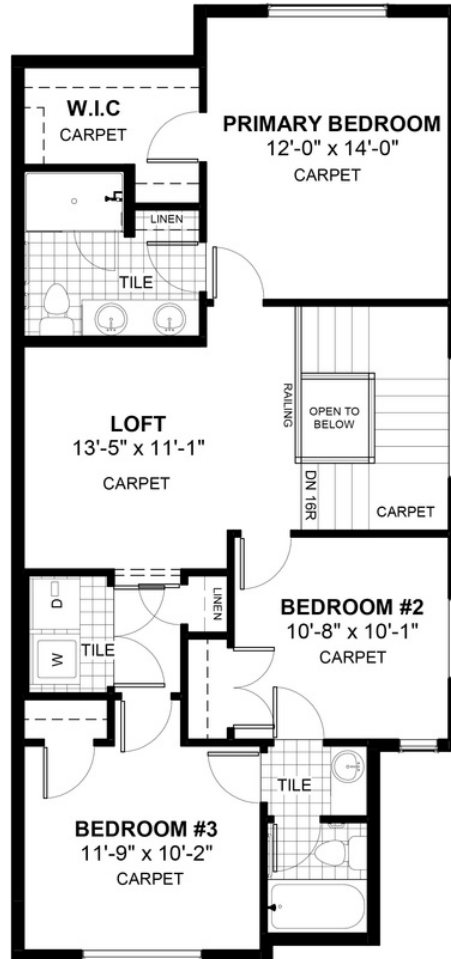 W.I.C
CARPET
PRIMARY BEDROOM
12'-0" x 14'-0"
CARPET
LINEN
TILE
LOFT
13'-5" x 11'-1"
CARPET
RAILING
OPEN TO
BELOW
DN 16R
CARPET
D
W
TILE
LINEN
BEDROOM #2
10'-8" x 10'-1"
CARPET
TILE
BEDROOM #3
11'-9" x 10'-2"
CARPET